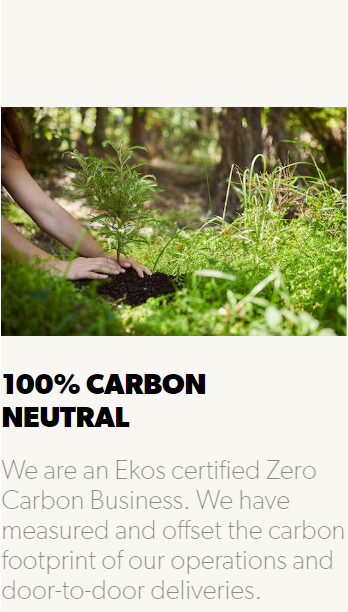 100% CARBON
NEUTRAL
We are an Ekos certified Zero
Carbon Business. We have
measured and offset the carbon
footprint of our operations and
door-to-door deliveries.